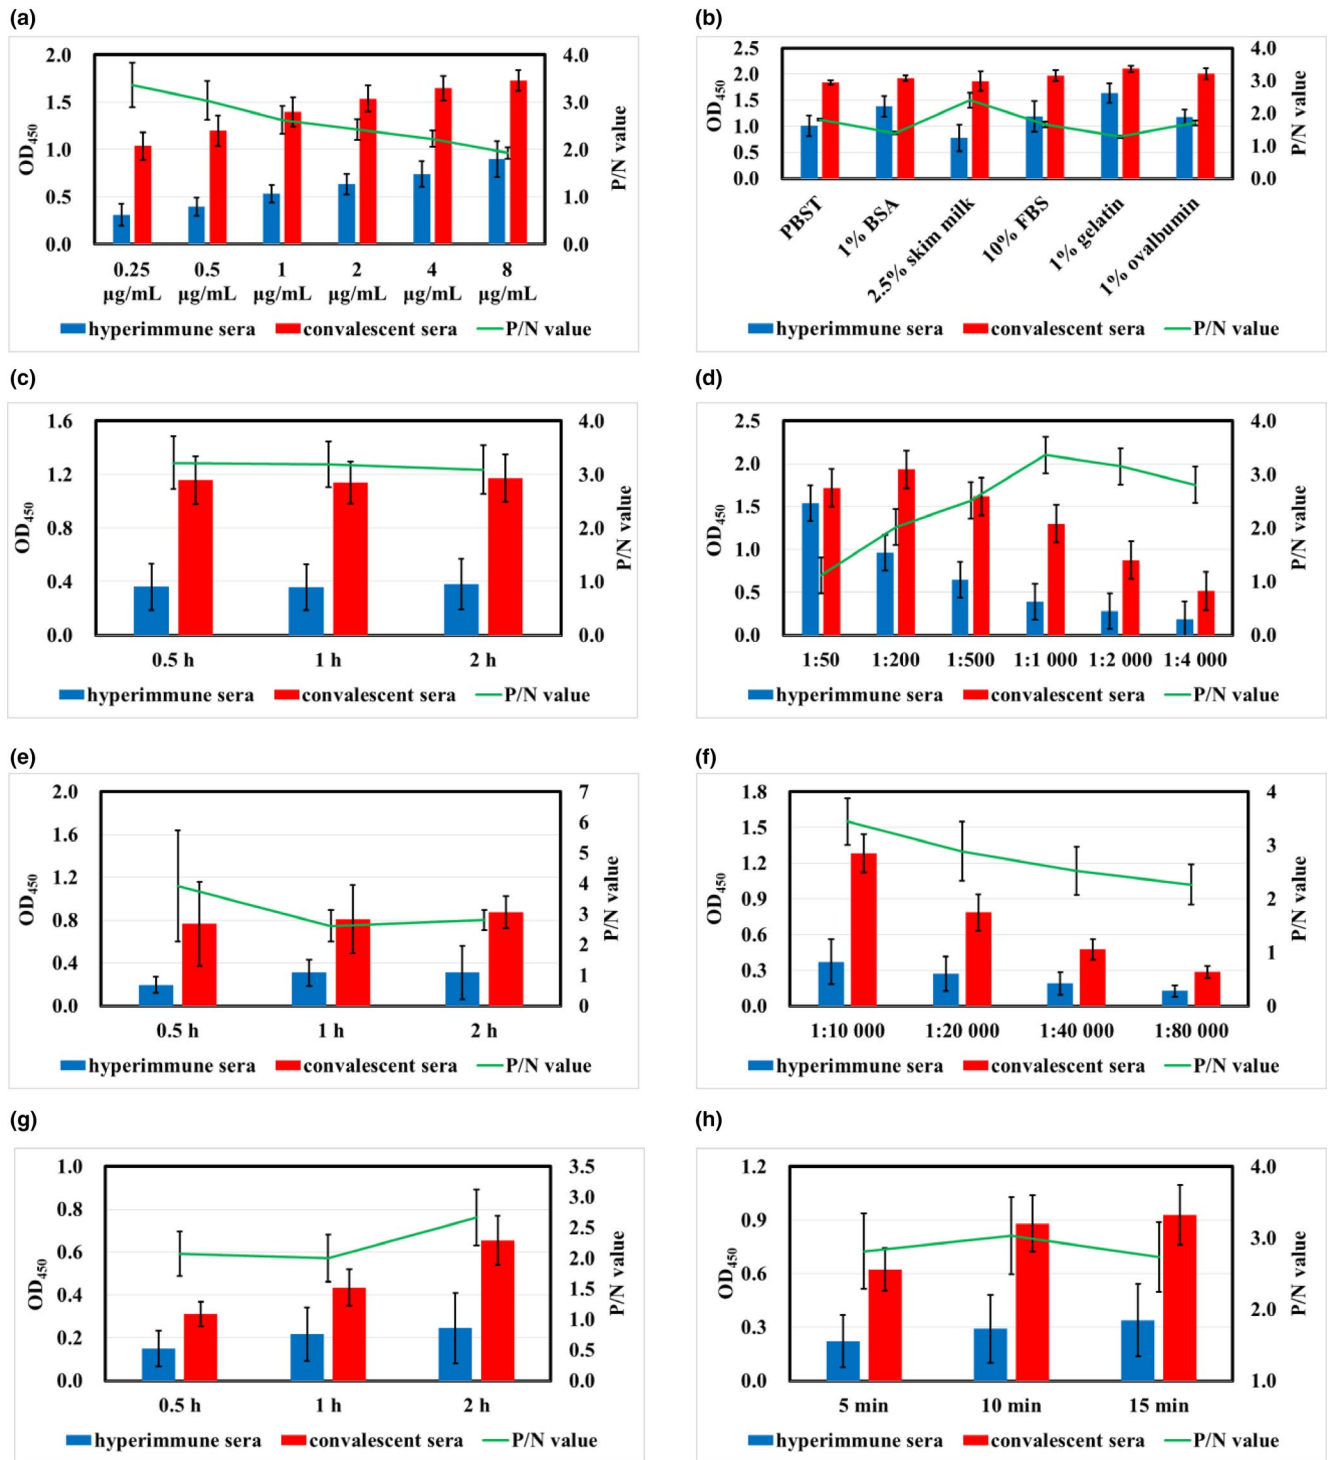 (a)
2.0
1.5
1.0
0.5
0.0
OD450
4.0
3.0
2.0
1.0
0.0
P/N value
0.25 0.5 1 2 4 8
µg/mL µg/mL µg/mL µg/mL µg/mL µg/mL
hyperimmune sera convalescent sera P/N value
(b)
2.5
2.0
1.5
1.0
0.5
0.0
OD450
4.0
3.0
2.0
1.0
0.0
P/N value
PBST
1% BSA
2.5% skim milk
10% FBS
1% gelatin
1% ovalbumin
hyperimmune sera convalescent sera P/N value
(c)
1.6
1.2
0.8
0.4
0.0
OD450
4.0
3.0
2.0
1.0
0.0
P/N value
0.5 h 1 h 2 h
hyperimmune sera convalescent sera P/N value
(d)
2.5
2.0
1.5
1.0
0.5
0.0
OD450
4.0
3.0
2.0
1.0
0.0
P/N value
1:50 1:200 1:500 1:1 000 1:2 000 1:4 000
hyperimmune sera convalescent sera P/N value
(e)
2.0
1.6
1.2
0.8
0.4
0.0
OD450
7
6
5
4
3
2
1
0
P/N value
0.5 h 1 h 2 h
hyperimmune sera convalescent sera P/N value
(f)
1.8
1.5
1.2
0.9
0.6
0.3
0.0
OD450
4
3
2
1
0
P/N value
1:10 000 1:20 000 1:40 000 1:80 000
hyperimmune sera convalescent sera P/N value
(g)
1.0
0.8
0.6
0.4
0.2
0.0
OD450
3.5
3.0
2.5
2.0
1.5
1.0
0.5
0.0
P/N value
0.5 h 1 h 2 h
hyperimmune sera convalescent sera P/N value
(h)
1.2
0.9
0.6
0.3
0.0
OD450
4.0
3.0
2.0
1.0
P/N value
5 min 10 min 15 min
hyperimmune sera convalescent sera P/N value